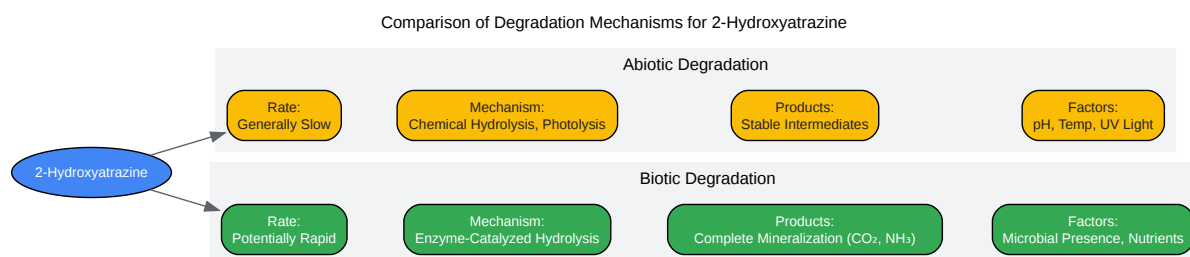 Comparison of Degradation Mechanisms for 2-Hydroxyatrazine
Abiotic Degradation
Rate:
Generally Slow
Mechanism:
Chemical Hydrolysis, Photolysis
Products:
Stable Intermediates
Factors:
pH, Temp, UV Light
2-Hydroxyatrazine
Biotic Degradation
Rate:
Potentially Rapid
Mechanism:
Enzyme-Catalyzed Hydrolysis
Products:
Complete Mineralization (CO₂, NH₃)
Factors:
Microbial Presence, Nutrients